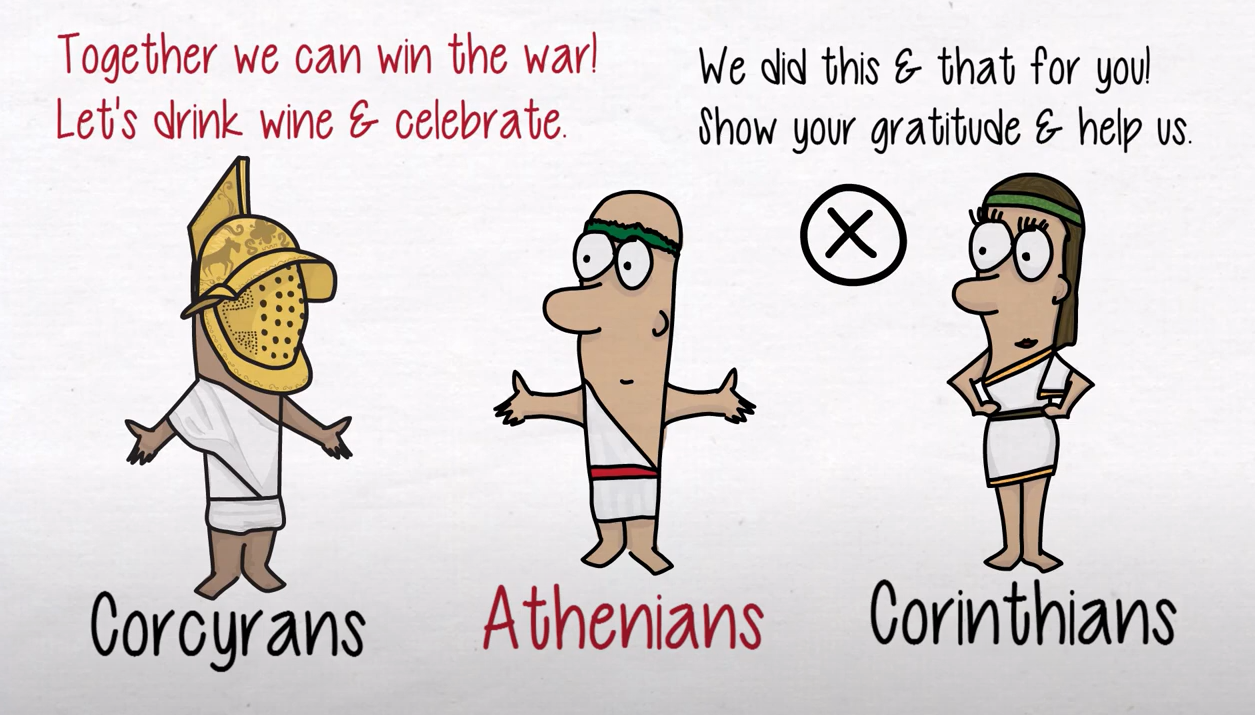 Together we can win the war!
Let's drink wine & celebrate.
We did this & that for you!
Show your gratitude & help us.
Corcyrans
Athenians
Corinthians